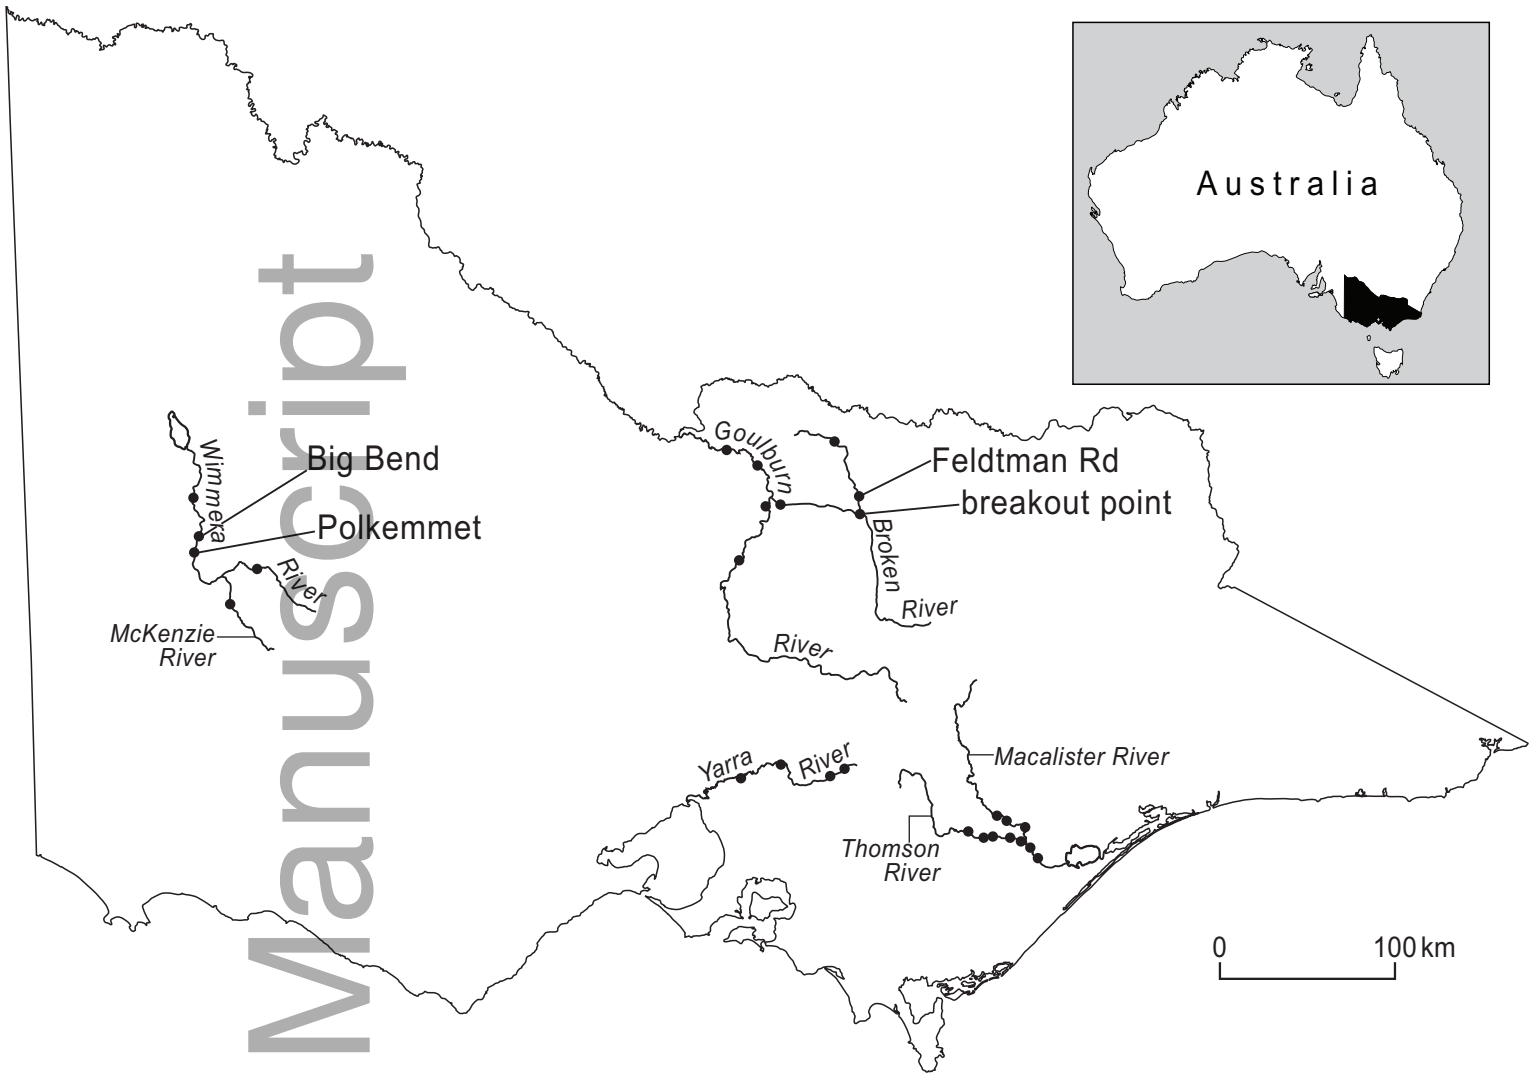 Australia
Goulburn
Wimmera
Big Bend
Feldtman Rd
breakout point
Polkemmet
Broken
River
River
McKenzie
River
River
Yarra
River
Macalister River
Thomson
River
0
100 km
Manuscript